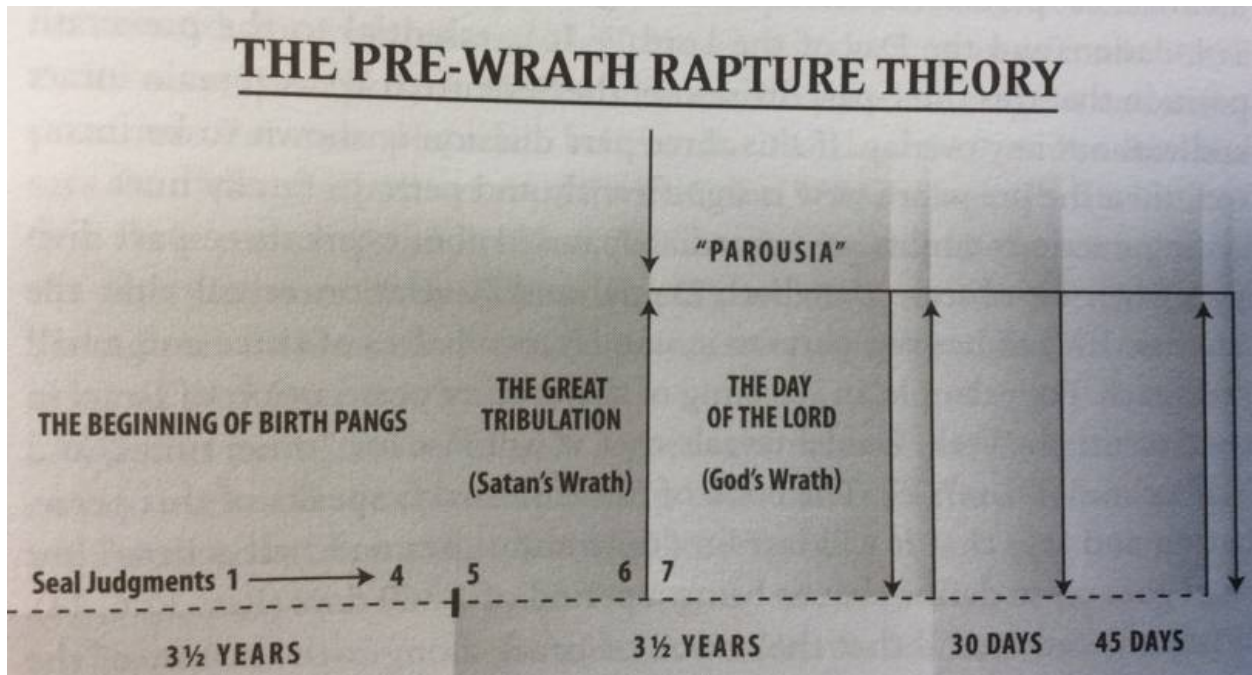 THE PRE-WRATH RAPTURE THEORY
"PAROUSIA"
THE BEGINNING OF BIRTH PANGS
THE GREAT
TRIBULATION
(Satan's Wrath)
THE DAY
OF THE LORD
(God's Wrath)
Seal Judgments 1 4 5 6 7
3½ YEARS 3½ YEARS 30 DAYS 45 DAYS